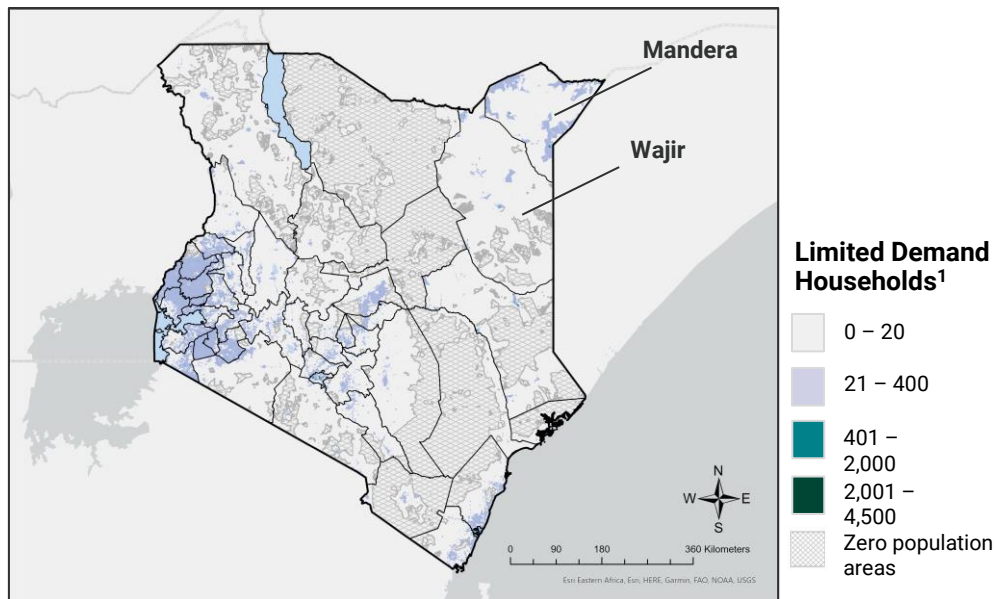 Mandera
Wajir
Limited Demand
Households¹
0 – 20
21 – 400
401 –
2,000
2,001 –
4,500
Zero population
areas
N
W E
S
0 90 180 360 Kilometers
Esri Eastern Africa, Esri, HERE, Garmin, FAO, NOAA, USGS